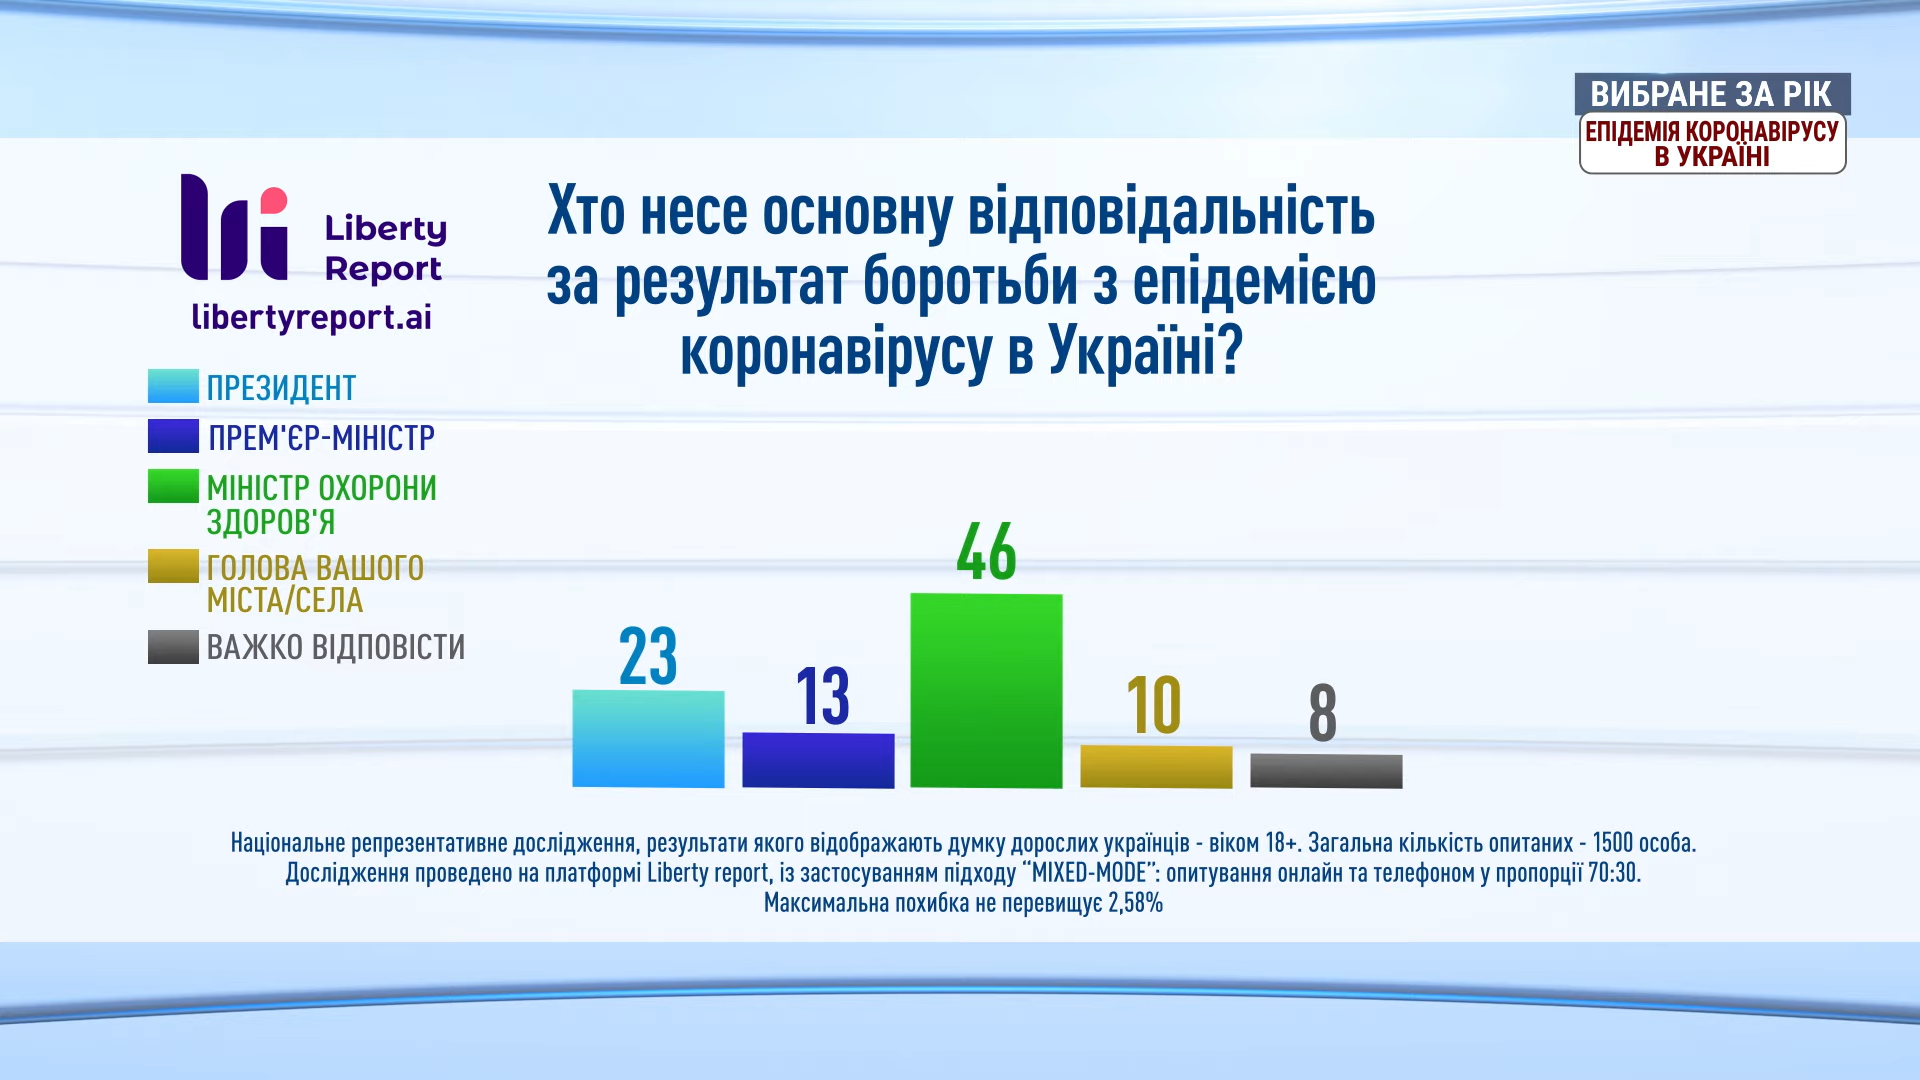 ВИБРАНЕ ЗА РІК
ЕПІДЕМІЯ КОРОНАВІРУСУ
В УКРАЇНІ
Liberty
Report
libertyreport.ai
Хто несе основну відповідальність
за результат боротьби з епідемією
коронавірусу в Україні?
ПРЕЗИДЕНТ
ПРЕМ'ЄР-МІНІСТР
МІНІСТР ОХОРОНИ
ЗДОРОВ'Я
ГОЛОВА ВАШОГО
МІСТА/СЕЛА
ВАЖКО ВІДПОВІСТИ
23
13
46
10
8
Національне репрезентативне дослідження, результати якого відображають думку дорослих українців - віком 18+. Загальна кількість опитаних - 1500 особа.
Дослідження проведено на платформі Liberty report, із застосуванням підходу “MIXED-MODE”: опитування онлайн та телефоном у пропорції 70:30.
Максимальна похибка не перевищує 2,58%